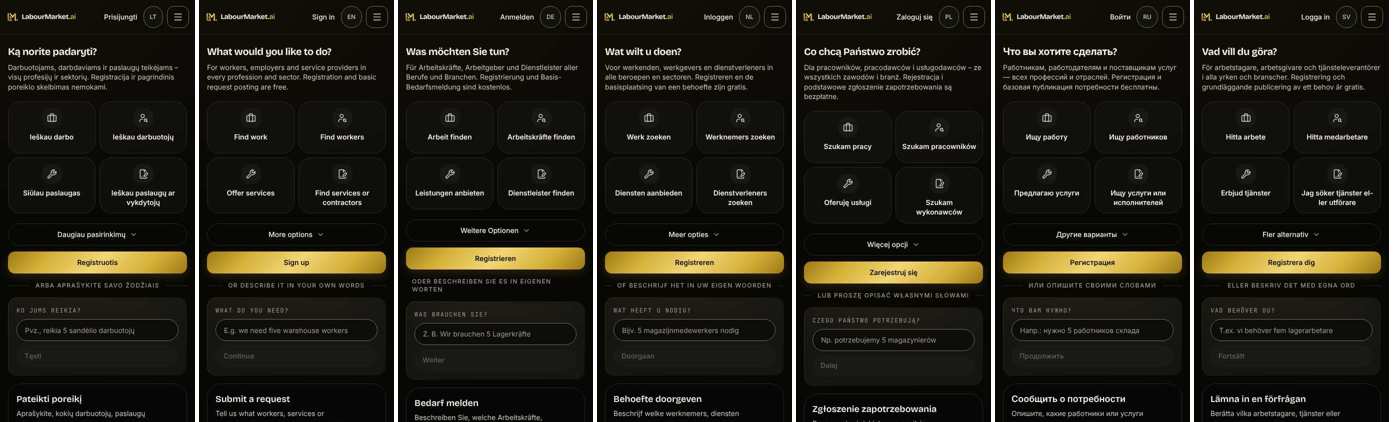 LabourMarket.ai
Prisijungti
LT
Ką norite padaryti?
Darbuotojams, darbdaviams ir paslaugų teikėjams –
visų profesijų ir sektorių. Registracija ir pagrindinis
poreikio skelbimas nemokami.
Ieškau darbo
Ieškau darbuotojų
Siūlau paslaugas
Ieškau paslaugų ar
vykdytojų
Daugiau pasirinkimų
Registruotis
ARBA APRAŠYKITE SAVO ŽODŽIAIS
KO JUMS REIKIA?
Pvz., reikia 5 sandėlio darbuotojų
Tęsti
Pateikti poreikį
Aprašykite, kokių darbuotojų, paslaugų
LabourMarket.ai
Sign in
EN
What would you like to do?
For workers, employers and service providers in
every profession and sector. Registration and basic
request posting are free.
Find work
Find workers
Offer services
Find services or
contractors
More options
Sign up
OR DESCRIBE IT IN YOUR OWN WORDS
WHAT DO YOU NEED?
E.g. we need five warehouse workers
Continue
Submit a request
Tell us what workers, services or
LabourMarket.ai
Anmelden
DE
Was möchten Sie tun?
Für Arbeitskräfte, Arbeitgeber und Dienstleister aller
Berufe und Branchen. Registrierung und Basis-
Bedarfsmeldung sind kostenlos.
Arbeit finden
Arbeitskräfte finden
Leistungen anbieten
Dienstleister finden
Weitere Optionen
Registrieren
ODER BESCHREIBEN SIE ES IN EIGENEN
WORTEN
WAS BRAUCHEN SIE?
Z. B. Wir brauchen 5 Lagerkräfte
Weiter
Bedarf melden
Beschreiben Sie, welche Arbeitskräfte,
LabourMarket.ai
Inloggen
NL
Wat wilt u doen?
Voor werkenden, werkgevers en dienstverleners in
alle beroepen en sectoren. Registreren en de
basisplaatsing van een behoefte zijn gratis.
Werk zoeken
Werknemers zoeken
Diensten aanbieden
Dienstverleners
zoeken
Meer opties
Registreren
OF BESCHRIJF HET IN UW EIGEN WOORDEN
WAT HEEFT U NODIG?
Bijv. 5 magazijnmedewerkers nodig
Doorgaan
Behoefte doorgeven
Beschrijf welke werknemers, diensten
LabourMarket.ai
Zaloguj się
PL
Co chcą Państwo zrobić?
Dla pracowników, pracodawców i usługodawców – ze
wszystkich zawodów i branż. Rejestracja i
podstawowe zgłoszenie zapotrzebowania są
bezpłatne.
Szukam pracy
Szukam pracowników
Oferuję usługi
Szukam
wykonawców
Więcej opcji
Zarejestruj się
LUB PROSZĘ OPISAĆ WŁASNYMI SŁOWAMI
CZEGO PAŃSTWO POTRZEBUJĄ?
Np. potrzebujemy 5 magazynierów
Dalej
Zgłoszenie zapotrzebowania
LabourMarket.ai
Войти
RU
Что вы хотите сделать?
Работникам, работодателям и поставщикам услуг
— всех профессий и отраслей. Регистрация и
базовая публикация потребности бесплатны.
Ищу работу
Ищу работников
Предлагаю услуги
Ищу услуги или
исполнителей
Другие варианты
Регистрация
ИЛИ ОПИШИТЕ СВОИМИ СЛОВАМИ
ЧТО ВАМ НУЖНО?
Напр.: нужно 5 работников склада
Продолжить
Сообщить о потребности
Опишите, какие работники или услуги
LabourMarket.ai
Logga in
SV
Vad vill du göra?
För arbetstagare, arbetsgivare och tjänsteleverantörer
i alla yrken och branscher. Registrering och
grundläggande publicering av ett behov är gratis.
Hitta arbete
Hitta medarbetare
Erbjud tjänster
Jag söker tjänster el-
ler utförare
Fler alternativ
Registrera dig
ELLER BESKRIV DET MED EGNA ORD
VAD BEHÖVER DU?
T.ex. vi behöver fem lagerarbetare
Fortsätt
Lämna in en förfrågan
Berätta vilka arbetstagare, tjänster eller